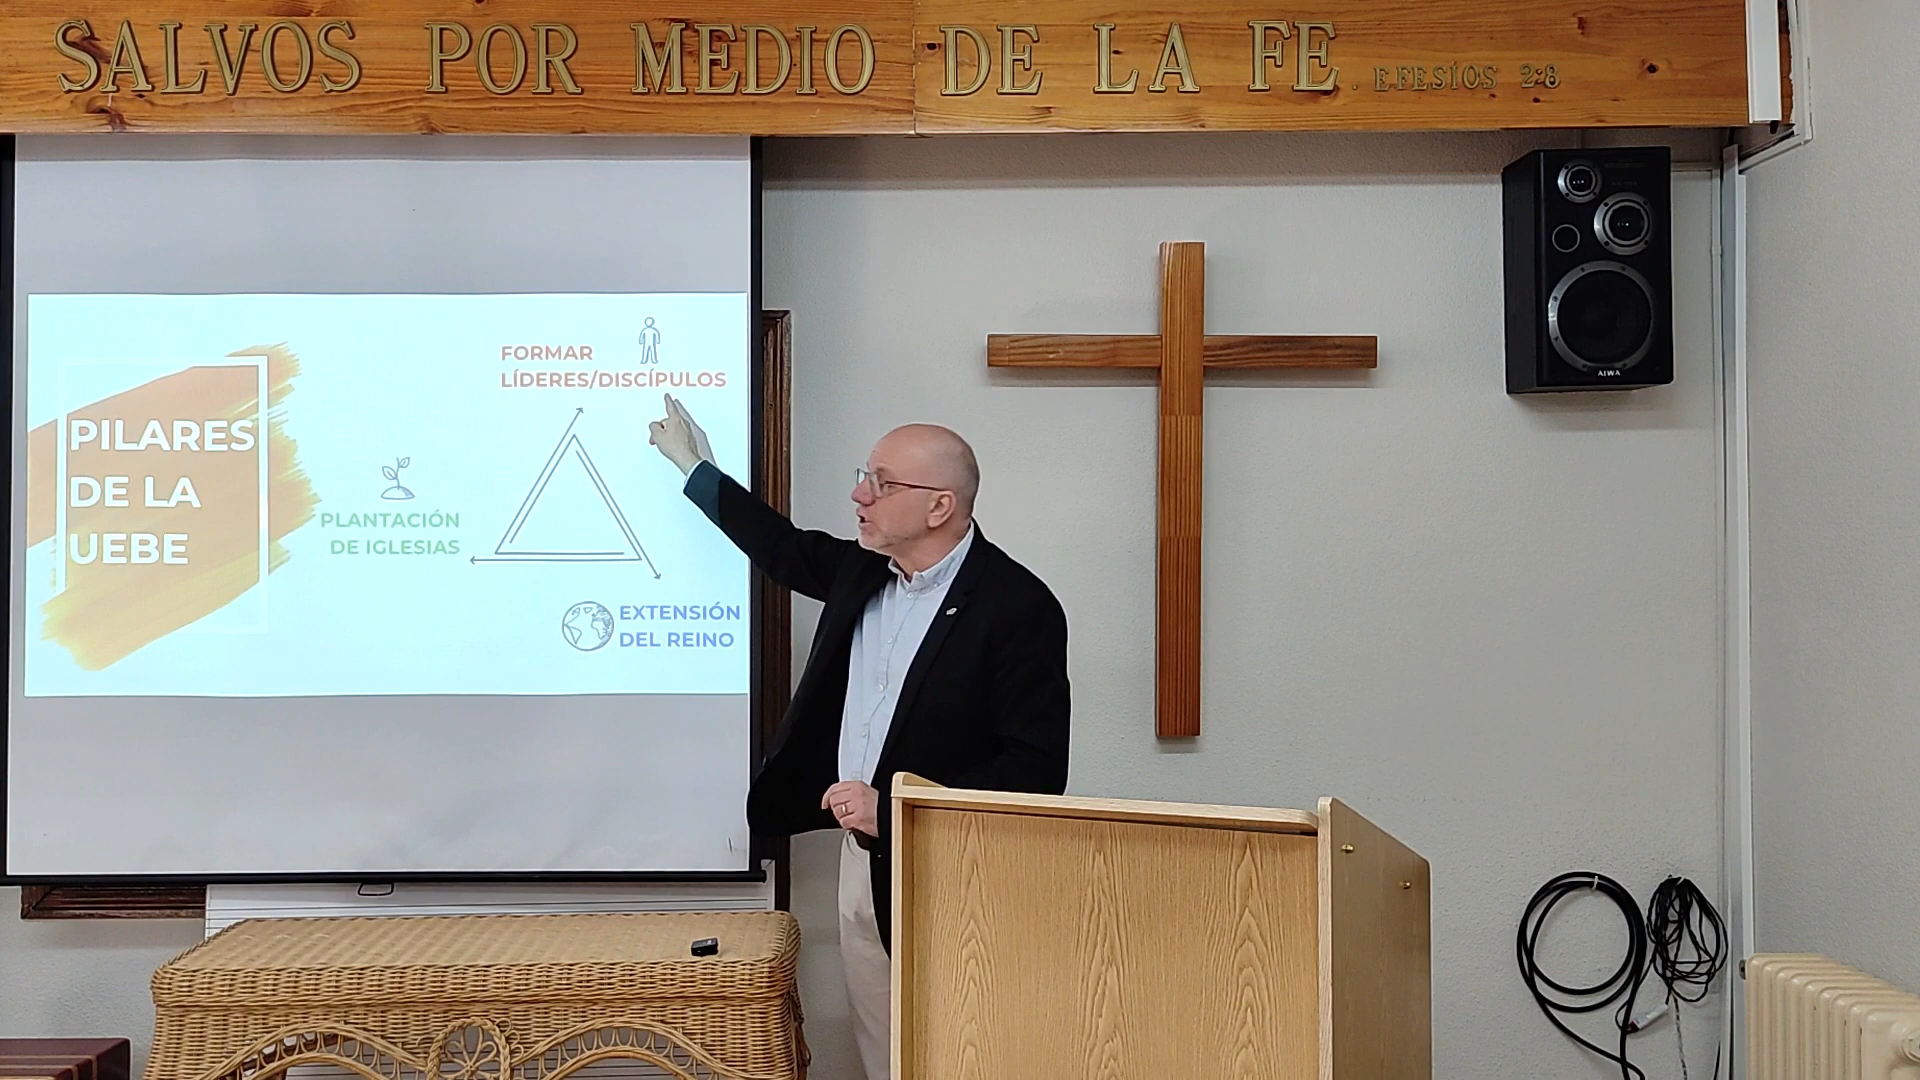 SALVOS POR MEDIO DE LA FE. EFESÍOS 2:8
PILARES
DE LA
UEBE
FORMAR
LÍDERES/DISCÍPULOS
PLANTACIÓN
DE IGLESIAS
EXTENSIÓN
DEL REINO
AIWA